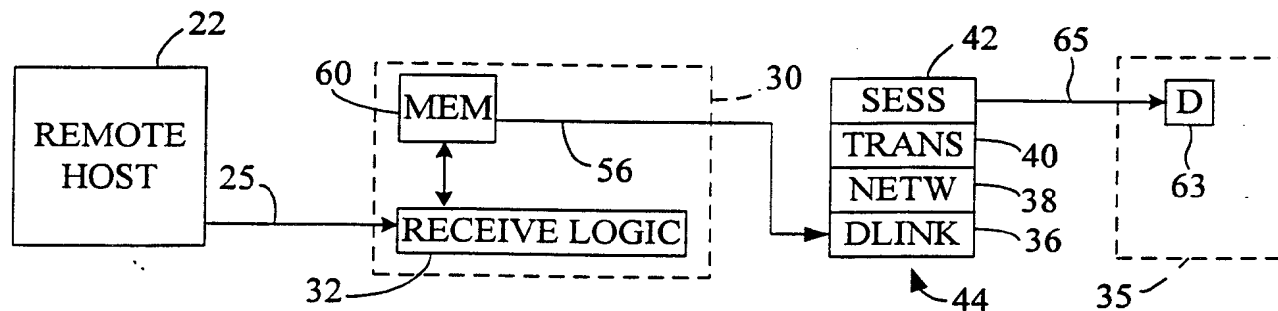 22
REMOTE
HOST
25
60
MEM
30
56
RECEIVE LOGIC
32
42
SESS
TRANS
40
NETW
38
DLINK
36
44
65
D
63
35